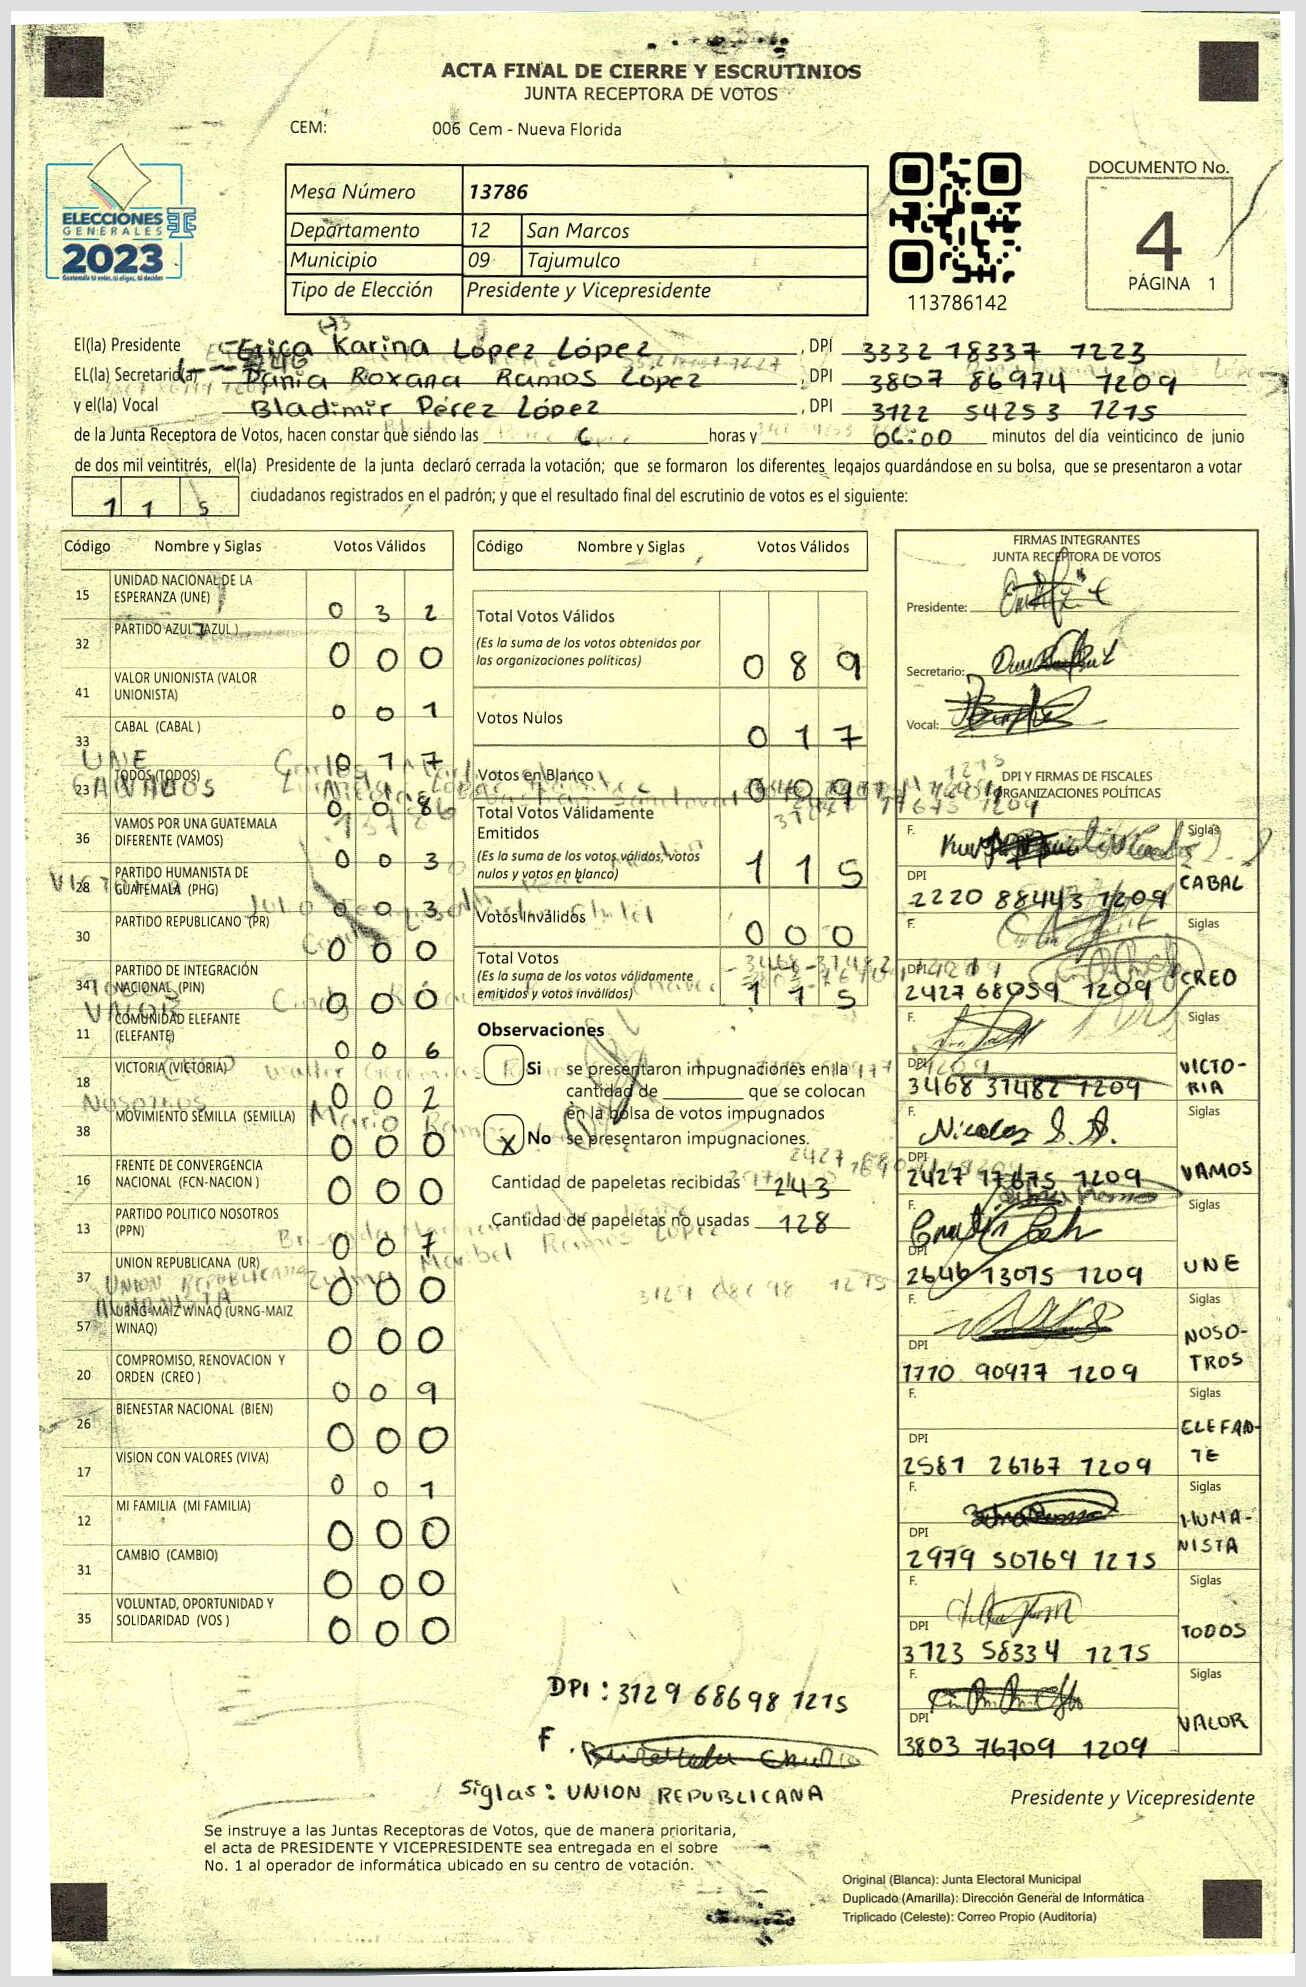 ACTA FINAL DE CIERRE Y ESCRUTINIOS
JUNTA RECEPTORA DE VOTOS
CEM: 006 Cem - Nueva Florida
ELECCIONES
GENERALES
2023
Mesa Número 13786
Departamento 12 San Marcos
Municipio 09 Tajumulco
Tipo de Elección Presidente y Vicepresidente
113786142
DOCUMENTO No.
4
PÁGINA 1
El(la) Presidente Erica Karina López López, DPI 3332 18337 1223
EL(la) Secretario(a) Dania Roxana Ramos López, DPI 3807 86974 1209
y el(la) Vocal Bladimir Pérez López, DPI 3122 54253 1215
de la Junta Receptora de Votos, hacen constar que siendo las 6 horas y 06:00 minutos del día veinticinco de junio
de dos mil veintitrés, el(la) Presidente de la junta declaró cerrada la votación; que se formaron los diferentes legajos guardándose en su bolsa, que se presentaron a votar
115 ciudadanos registrados en el padrón; y que el resultado final del escrutinio de votos es el siguiente:
Código Nombre y Siglas Votos Válidos
15 UNIDAD NACIONAL DE LA ESPERANZA (UNE) 0 3 2
32 PARTIDO AZUL (AZUL ) 0 0 0
41 VALOR UNIONISTA (VALOR UNIONISTA) 0 0 1
33 CABAL (CABAL ) 0 1 7
23 TODOS (TODOS) 0 0 8
36 VAMOS POR UNA GUATEMALA DIFERENTE (VAMOS) 0 0 3
28 PARTIDO HUMANISTA DE GUATEMALA (PHG) 0 0 3
30 PARTIDO REPUBLICANO (PR) 0 0 0
34 PARTIDO DE INTEGRACIÓN NACIONAL (PIN) 0 0 0
11 COMUNIDAD ELEFANTE (ELEFANTE) 0 0 6
18 VICTORIA (VICTORIA) 0 0 2
38 MOVIMIENTO SEMILLA (SEMILLA) 0 0 0
16 FRENTE DE CONVERGENCIA NACIONAL (FCN-NACION ) 0 0 0
13 PARTIDO POLITICO NOSOTROS (PPN) 0 0 7
37 UNION REPUBLICANA (UR) 0 0 0
57 URNG-MAIZ WINAQ (URNG-MAIZ WINAQ) 0 0 0
20 COMPROMISO, RENOVACION Y ORDEN (CREO ) 0 0 9
26 BIENESTAR NACIONAL (BIEN) 0 0 0
17 VISION CON VALORES (VIVA) 0 0 1
12 MI FAMILIA (MI FAMILIA) 0 0 0
31 CAMBIO (CAMBIO) 0 0 0
35 VOLUNTAD, OPORTUNIDAD Y SOLIDARIDAD (VOS ) 0 0 0
Código Nombre y Siglas Votos Válidos
Total Votos Válidos
(Es la suma de los votos obtenidos por
las organizaciones políticas) 0 8 9
Votos Nulos 0 1 7
Votos en Blanco 0 0 9
Total Votos Válidamente
Emitidos
(Es la suma de los votos válidos, votos
nulos y votos en blanco) 1 1 5
Votos Inválidos 0 0 0
Total Votos
(Es la suma de los votos válidamente
emitidos y votos inválidos) 1 1 5
Observaciones
Si se presentaron impugnaciones en la
cantidad de ________ que se colocan
en la bolsa de votos impugnados
X No se presentaron impugnaciones.
Cantidad de papeletas recibidas 243
Cantidad de papeletas no usadas 128
FIRMAS INTEGRANTES
JUNTA RECEPTORA DE VOTOS
Presidente:
Secretario:
Vocal:
DPI Y FIRMAS DE FISCALES
ORGANIZACIONES POLÍTICAS
F. Siglas
DPI 2220 88443 1209 CABAL
F. Siglas
DPI 2427 68059 1209 CREO
F. Siglas
DPI 3468 31482 1209 VICTO-RIA
F. Nicolas S. A. Siglas
DPI 2427 17675 1209 VAMOS
F. Siglas
DPI 2646 13075 1209 UNE
F. Siglas
DPI 1770 90977 1209 NOSO-TROS
F. Siglas
DPI 2581 26167 1209 ELEFAN-TE
F. Siglas
DPI 2979 50769 1215 HUMA-NISTA
F. Siglas
DPI 3723 58334 1215 TODOS
F. Siglas
DPI 3803 76709 1209 VALOR
DPI: 3129 68698 1215
F.
Siglas: UNION REPUBLICANA
Presidente y Vicepresidente
Se instruye a las Juntas Receptoras de Votos, que de manera prioritaria,
el acta de PRESIDENTE Y VICEPRESIDENTE sea entregada en el sobre
No. 1 al operador de informática ubicado en su centro de votación.
Original (Blanca): Junta Electoral Municipal
Duplicado (Amarilla): Dirección General de Informática
Triplicado (Celeste): Correo Propio (Auditoria)